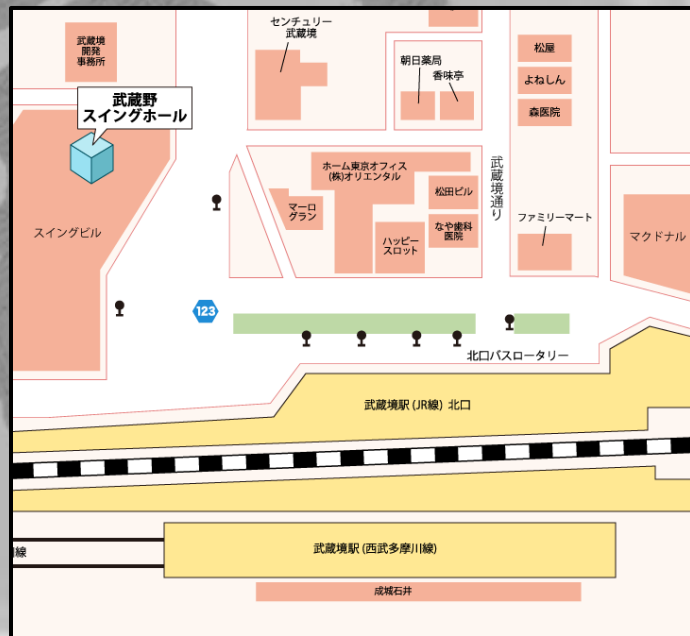 センチュリー
武蔵境
武蔵境
開発
事務所
松屋
朝日薬局
香味亭
よねしん
武蔵野
スイングホール
森医院
ホーム東京オフィス
(株)オリエンタル
武蔵境通り
松田ビル
マーロ
グラン
ファミリーマート
なや歯科
医院
スイングビル
ハッピー
スロット
マクドナル
123
北口バスロータリー
武蔵境駅(JR線) 北口
線
武蔵境駅(西武多摩川線)
成城石井